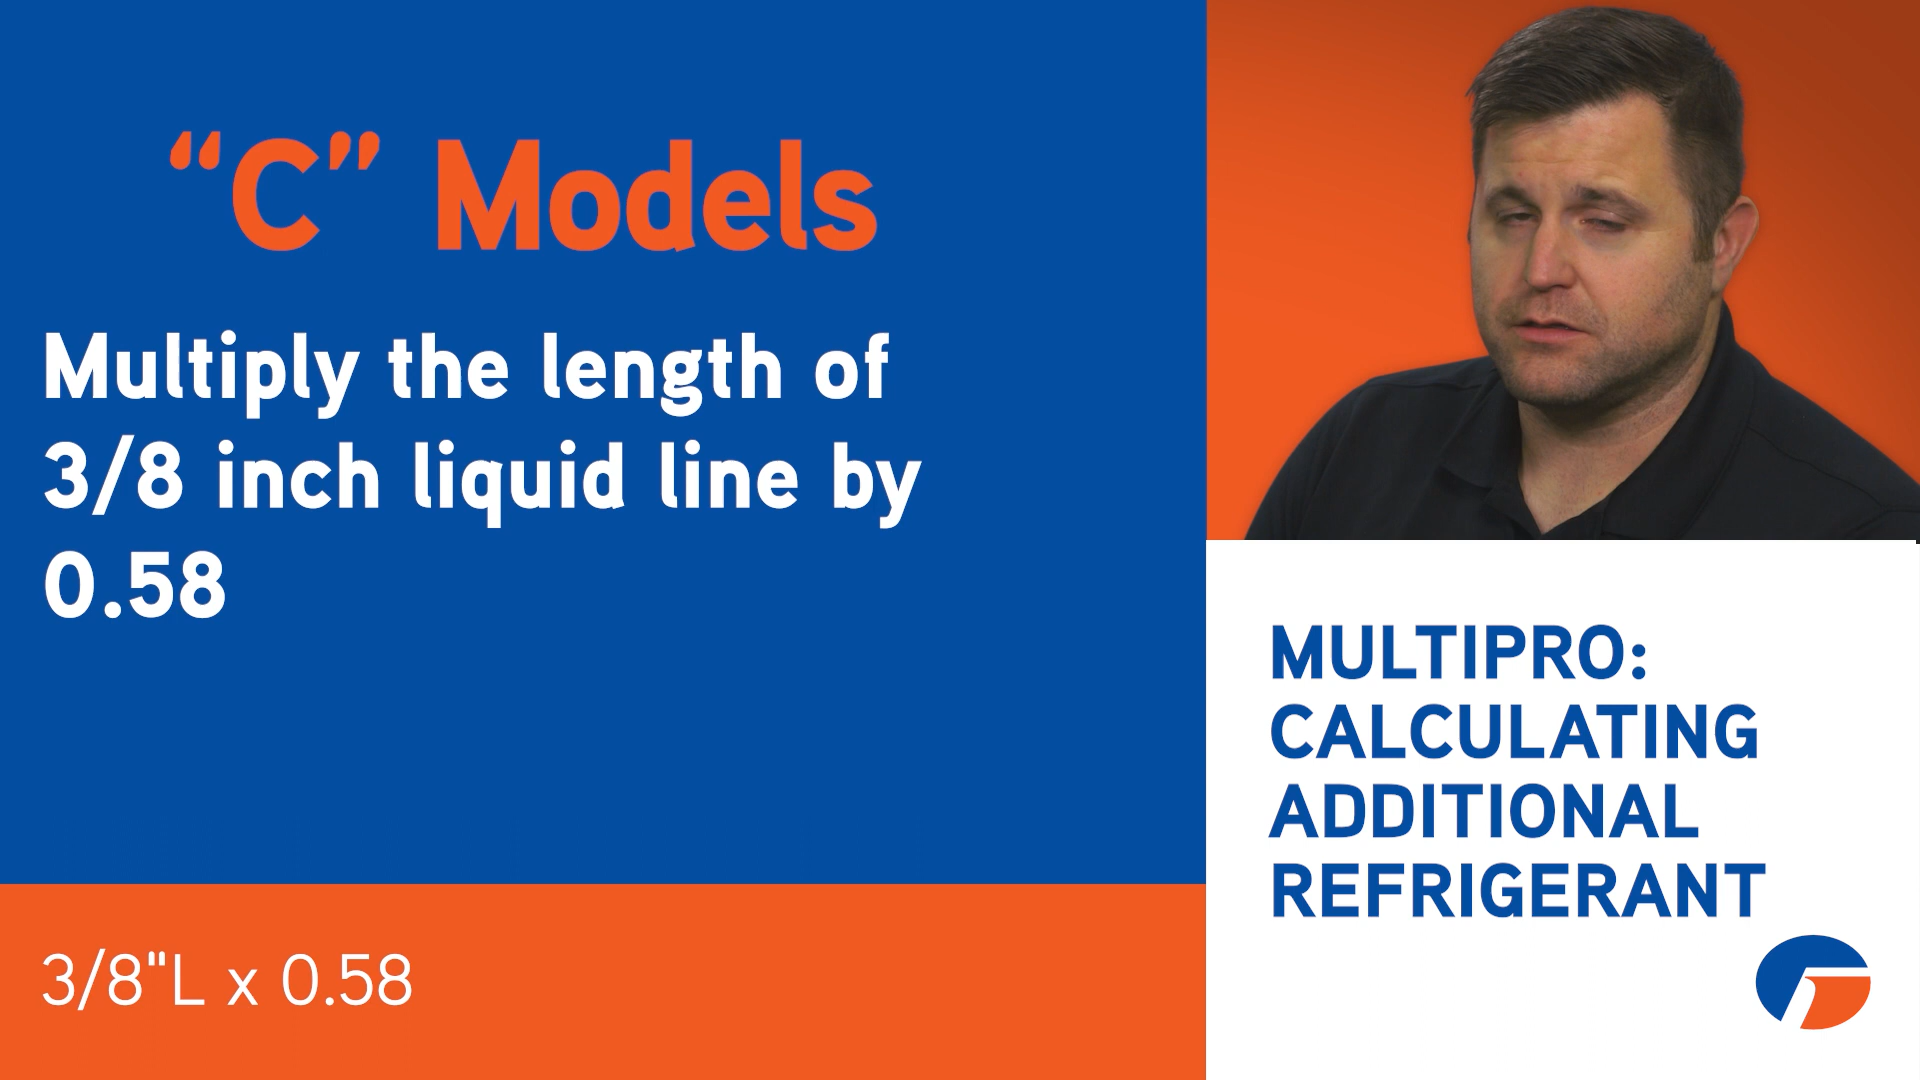 “C” Models
Multiply the length of
3/8 inch liquid line by
0.58
3/8"L x 0.58
MULTIPRO:
CALCULATING
ADDITIONAL
REFRIGERANT